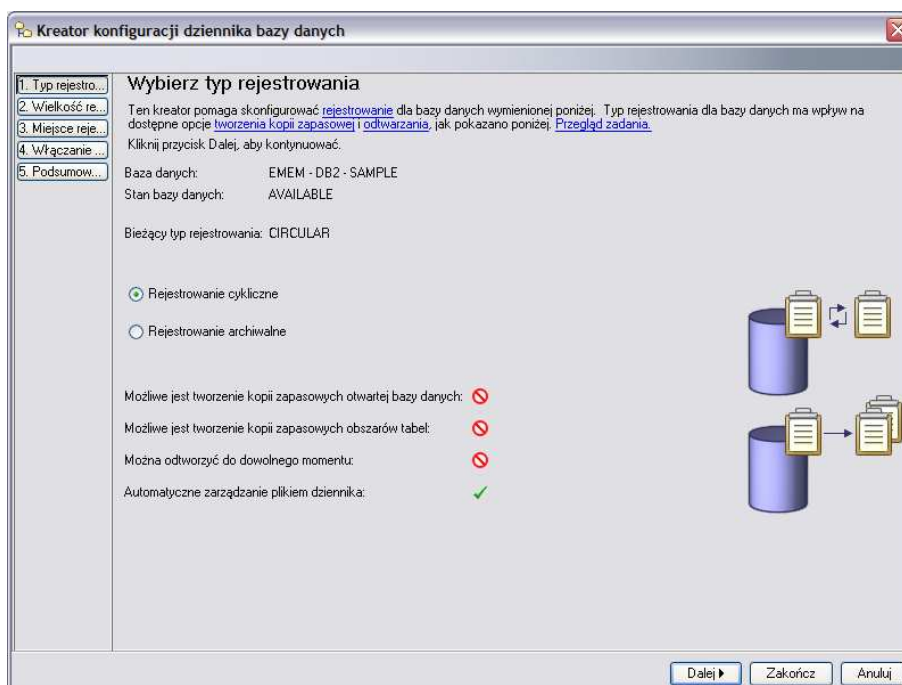 Kreator konfiguracji dziennika bazy danych
1. Typ rejestro...
2. Wielkość re...
3. Miejsce reje...
4. Włączanie ...
5. Podsumow...
Wybierz typ rejestrowania
Ten kreator pomaga skonfigurować rejestrowanie dla bazy danych wymienionej poniżej. Typ rejestrowania dla bazy danych ma wpływ na
dostępne opcje tworzenia kopii zapasowej i odtwarzania, jak pokazano poniżej. Przegląd zadania.
Kliknij przycisk Dalej, aby kontynuować.
Baza danych: EMEM - DB2 - SAMPLE
Stan bazy danych: AVAILABLE
Bieżący typ rejestrowania: CIRCULAR
Rejestrowanie cykliczne
Rejestrowanie archiwalne
Możliwe jest tworzenie kopii zapasowych otwartej bazy danych:
Możliwe jest tworzenie kopii zapasowych obszarów tabel:
Można odtworzyć do dowolnego momentu:
Automatyczne zarządzanie plikiem dziennika:
Dalej Zakończ Anuluj